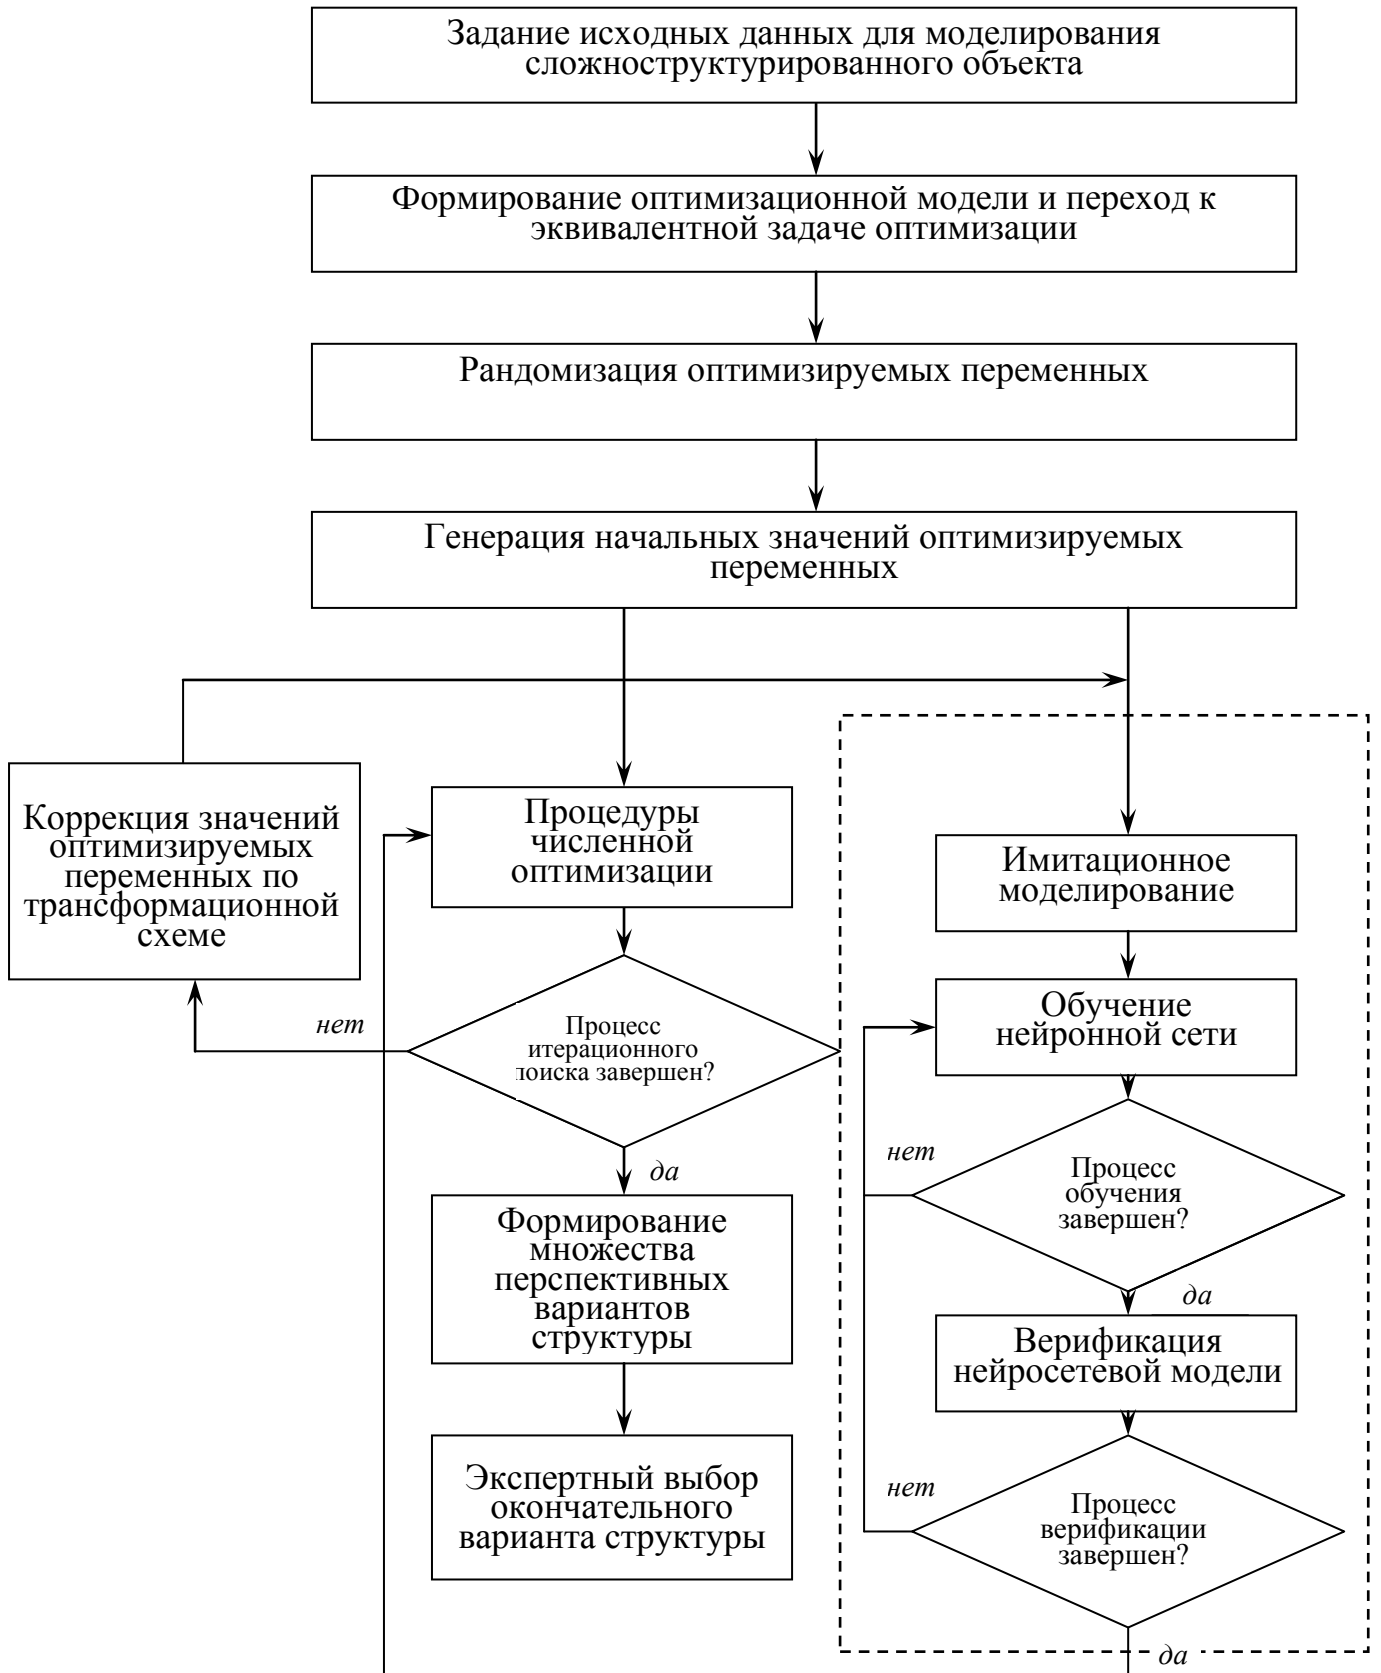 Задание исходных данных для моделирования
сложноструктурированного объекта
Формирование оптимизационной модели и переход к
эквивалентной задаче оптимизации
Рандомизация оптимизируемых переменных
Генерация начальных значений оптимизируемых
переменных
Коррекция значений
оптимизируемых
переменных по
трансформационной
схеме
Процедуры
численной
оптимизации
нет
Процесс
итерационного
поиска завершен?
да
Формирование
множества
перспективных
вариантов
структуры
Экспертный выбор
окончательного
варианта структуры
Имитационное
моделирование
Обучение
нейронной сети
нет
Процесс
обучения
завершен?
да
Верификация
нейросетевой модели
нет
Процесс
верификации
завершен?
да